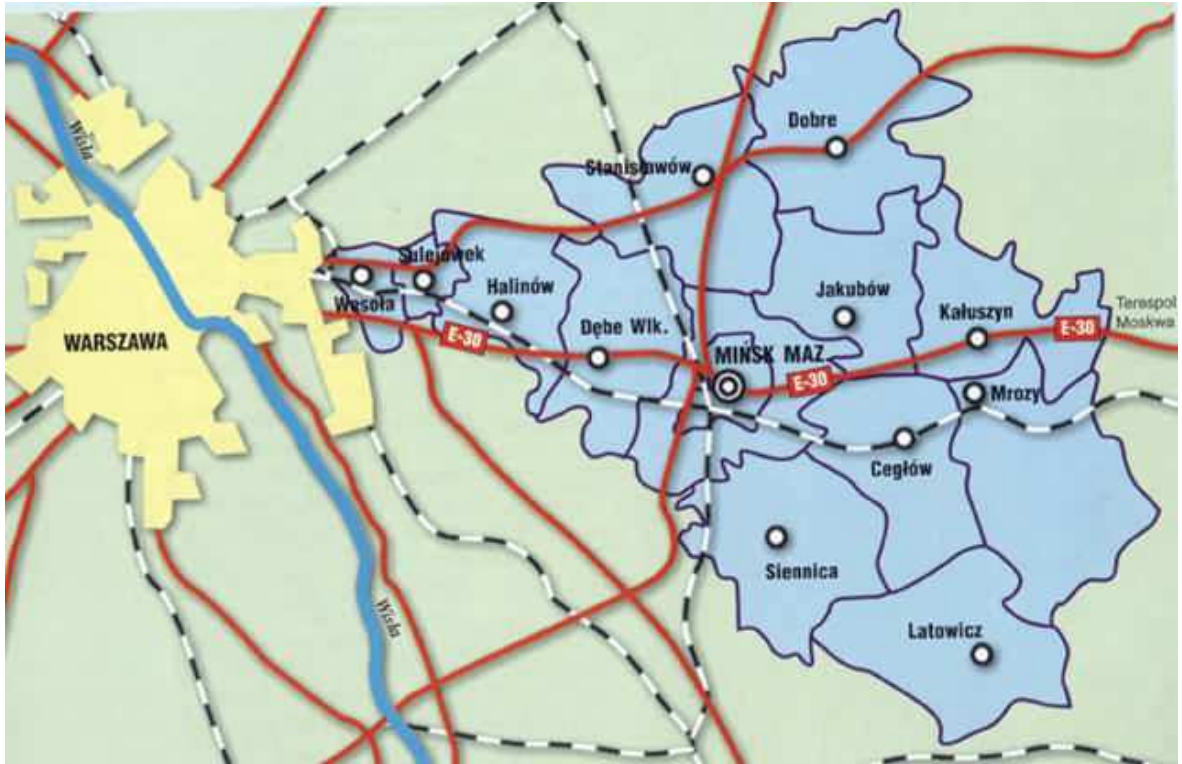 Wisła
Dobre
Stanisławów
Sulejówek
Wesoła
Halinów
Jakubów
Kałuszyn
Terespol
Moskwa
Dębe Wlk.
E-30
E-30
WARSZAWA
MIŃSK MAZ.
E-30
Mrozy
Cegłów
Siennica
Wisła
Latowicz